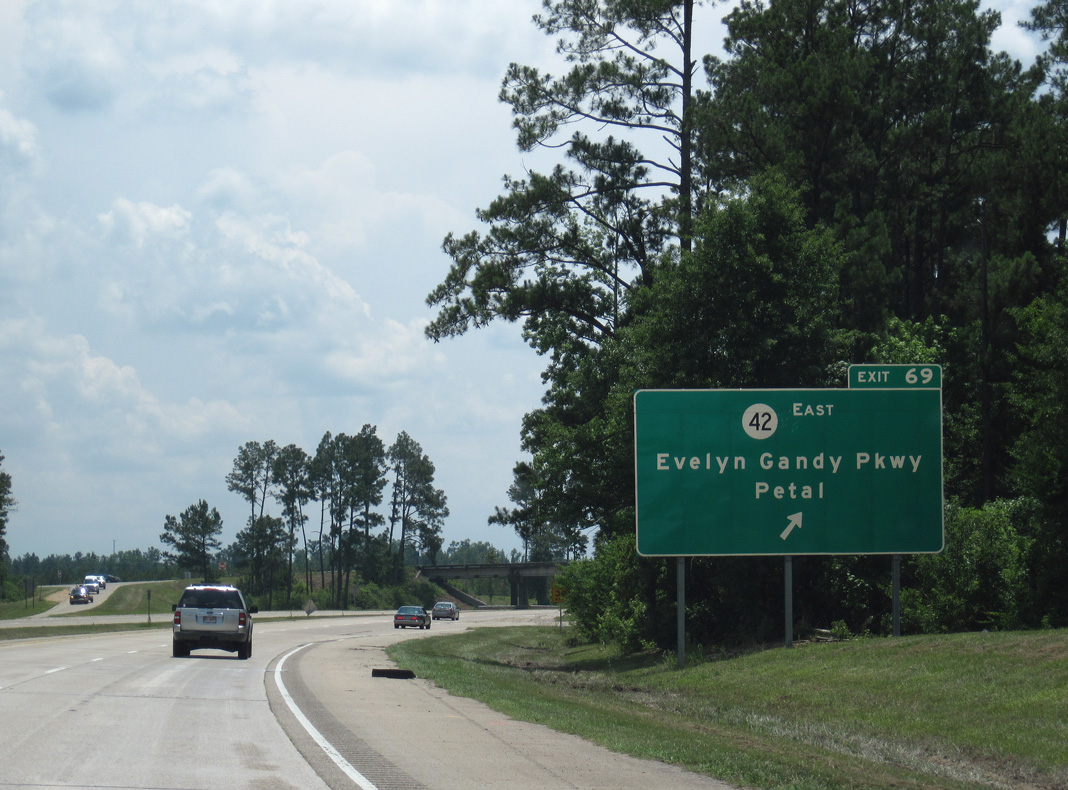 EXIT 69
42 EAST
Evelyn Gandy Pkwy
Petal